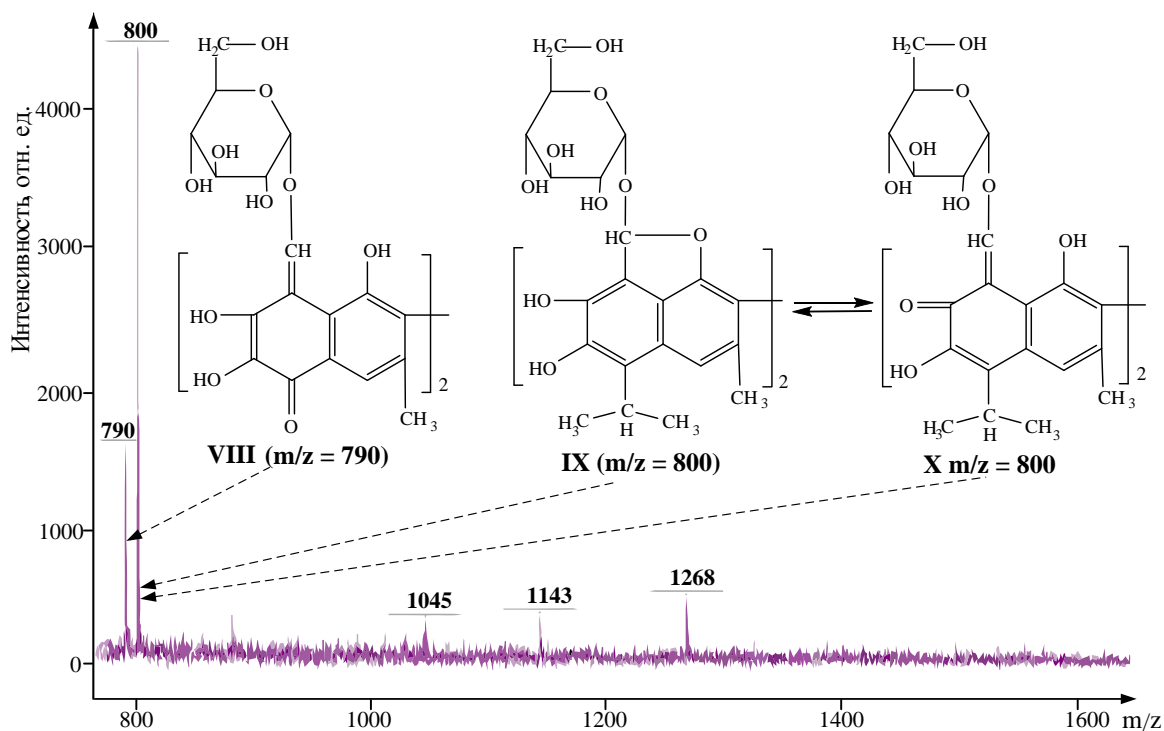 Интенсивность, отн. ед.
4000
3000
2000
1000
0
800
790
1045
1143
1268
H2C OH
O
OH
OH
HO
O
CH
OH
HO
HO
O
CH3
2
VIII (m/z = 790)
H2C OH
O
OH
OH
HO
O
HC O
HO
HO
CH3
H3C C CH3
H
2
IX (m/z = 800)
H2C OH
O
OH
OH
HO
O
HC
OH
O
HO
CH3
H3C C CH3
H
2
X m/z = 800
800 1000 1200 1400 1600 m/z